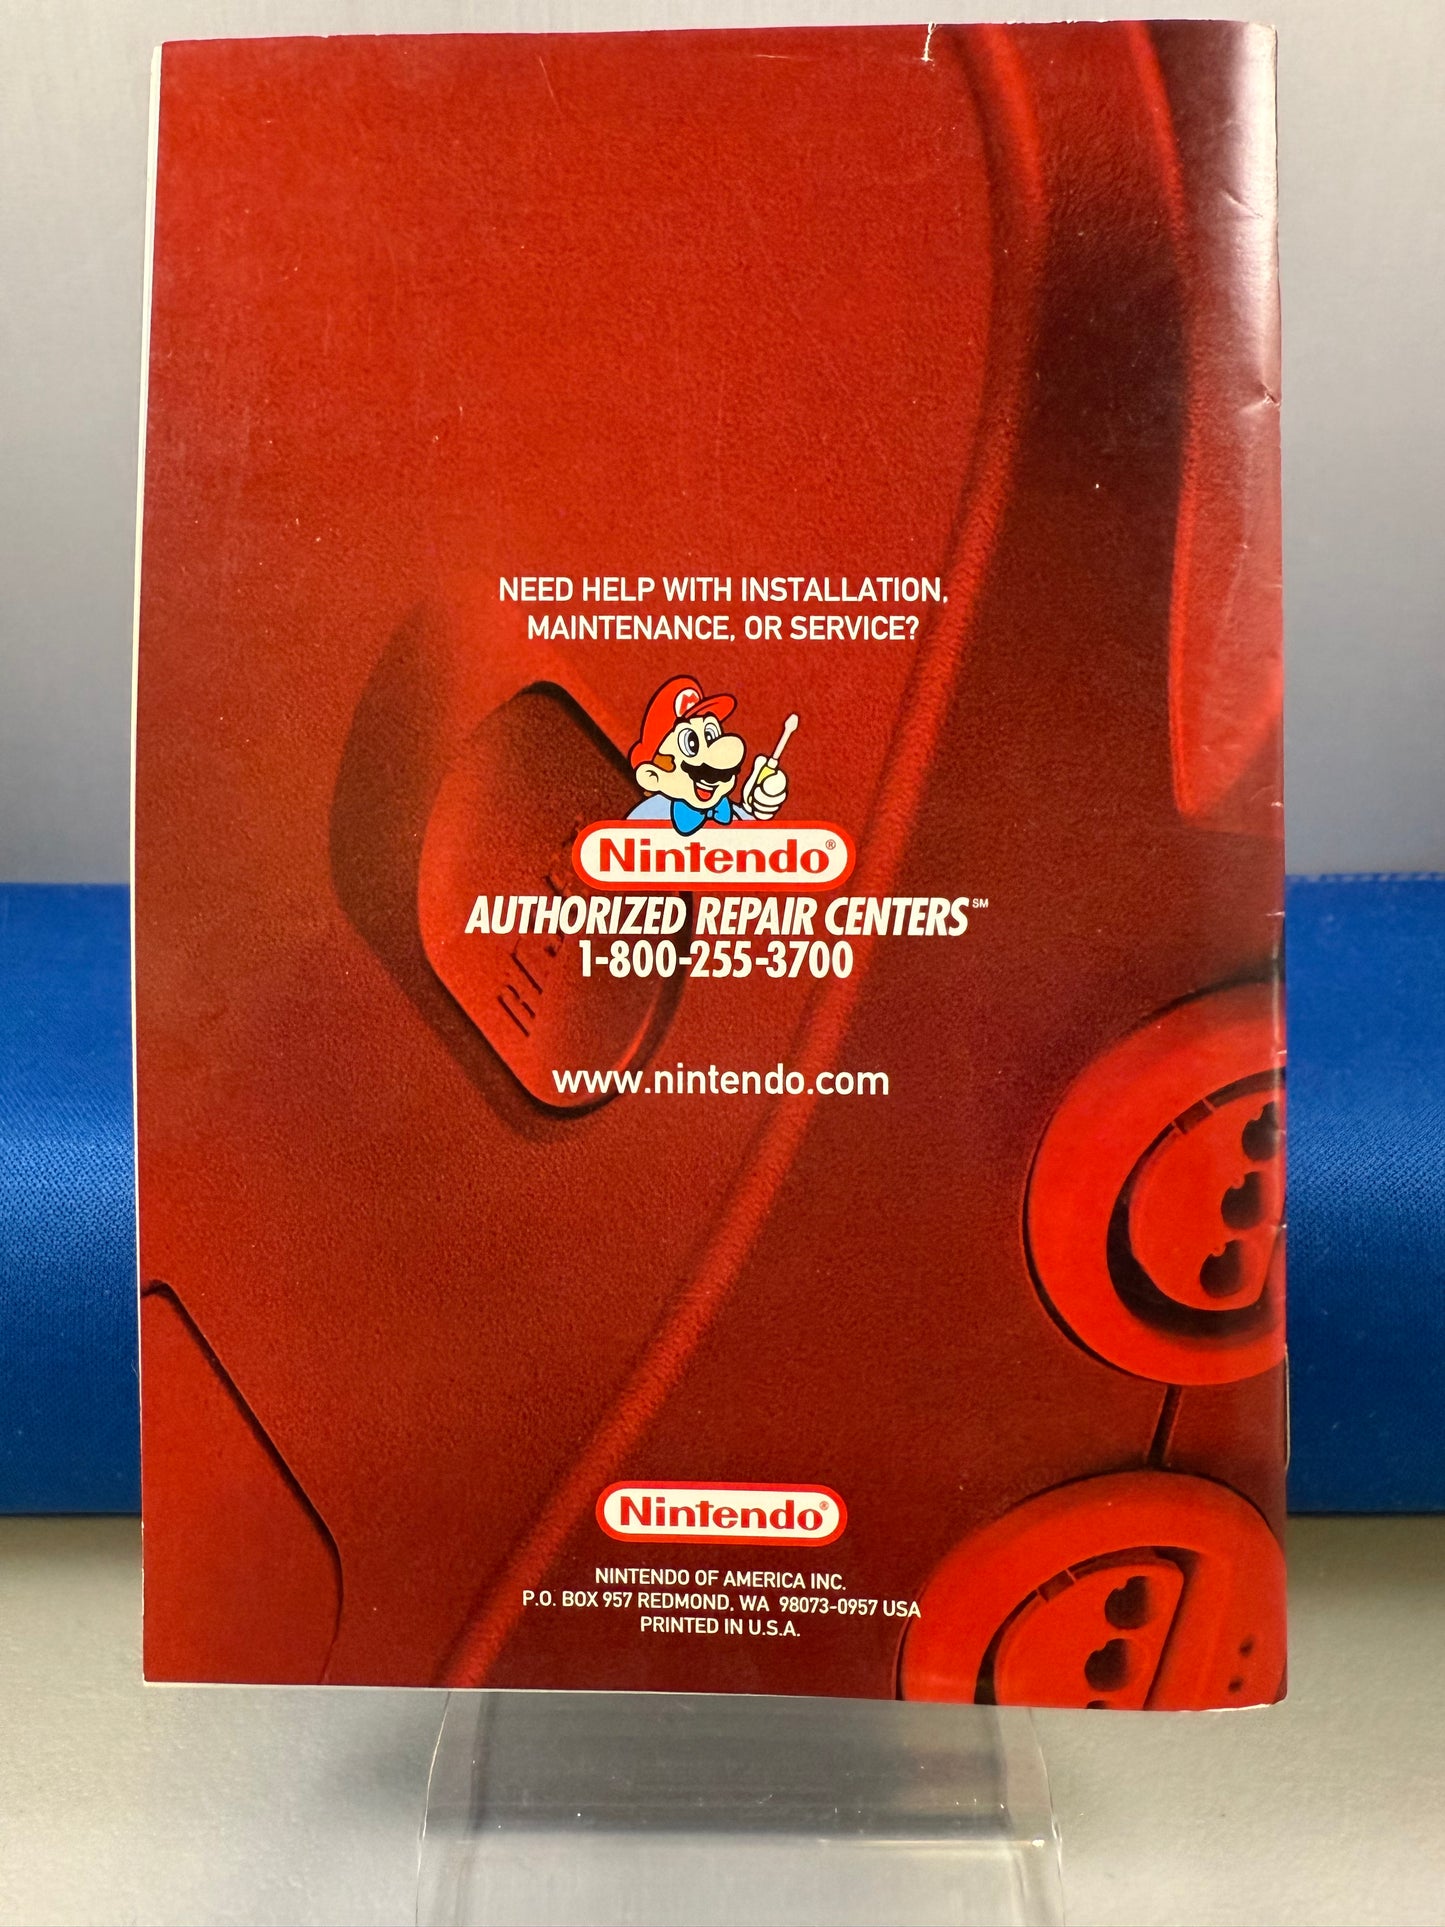 NEED HELP WITH INSTALLATION,
MAINTENANCE, OR SERVICE?
M
Nintendo®
AUTHORIZED REPAIR CENTERS℠
1-800-255-3700
www.nintendo.com
Nintendo®
NINTENDO OF AMERICA INC.
P.O. BOX 957 REDMOND, WA 98073-0957 USA
PRINTED IN U.S.A.